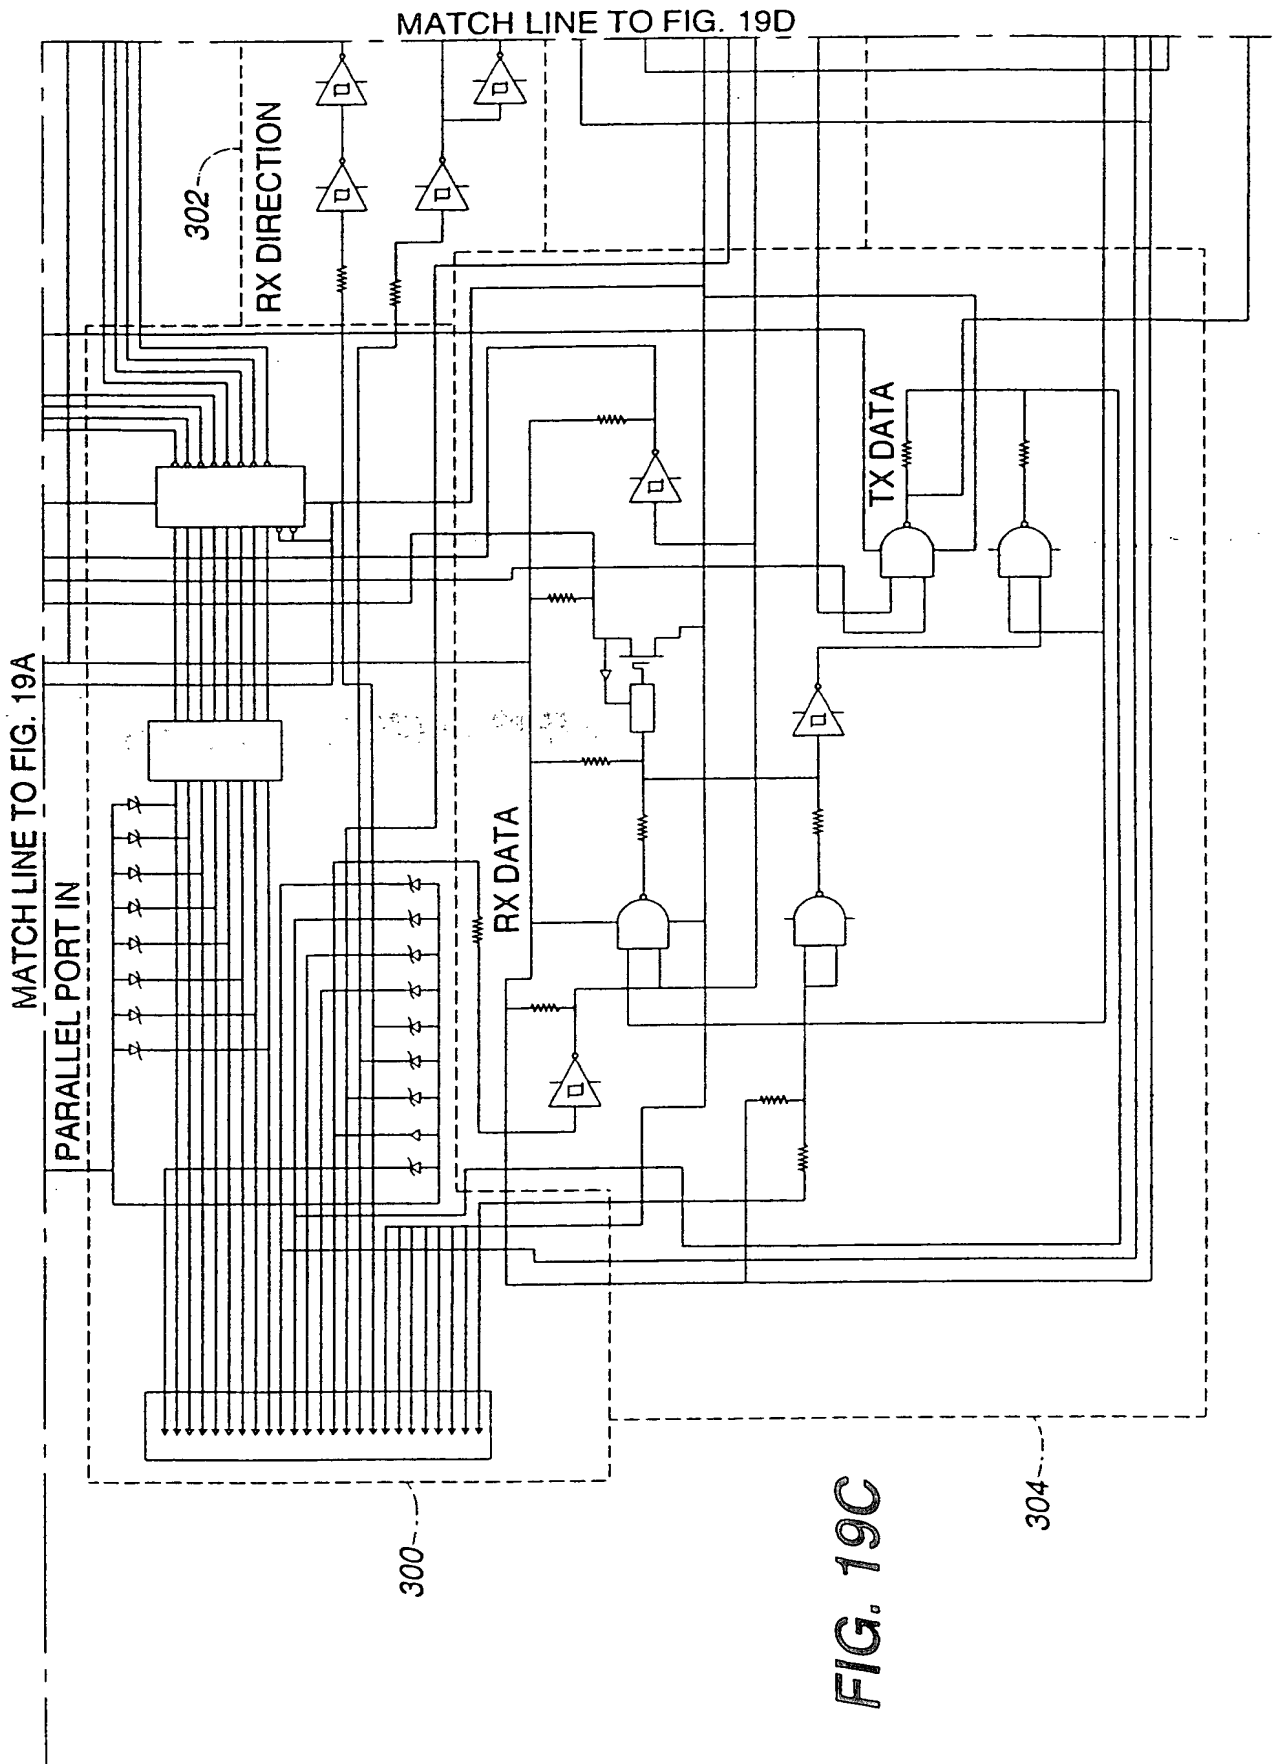 MATCH LINE TO FIG. 19D
MATCH LINE TO FIG. 19A
302
RX DIRECTION
PARALLEL PORT IN
RX DATA
TX DATA
300
304
FIG. 19C